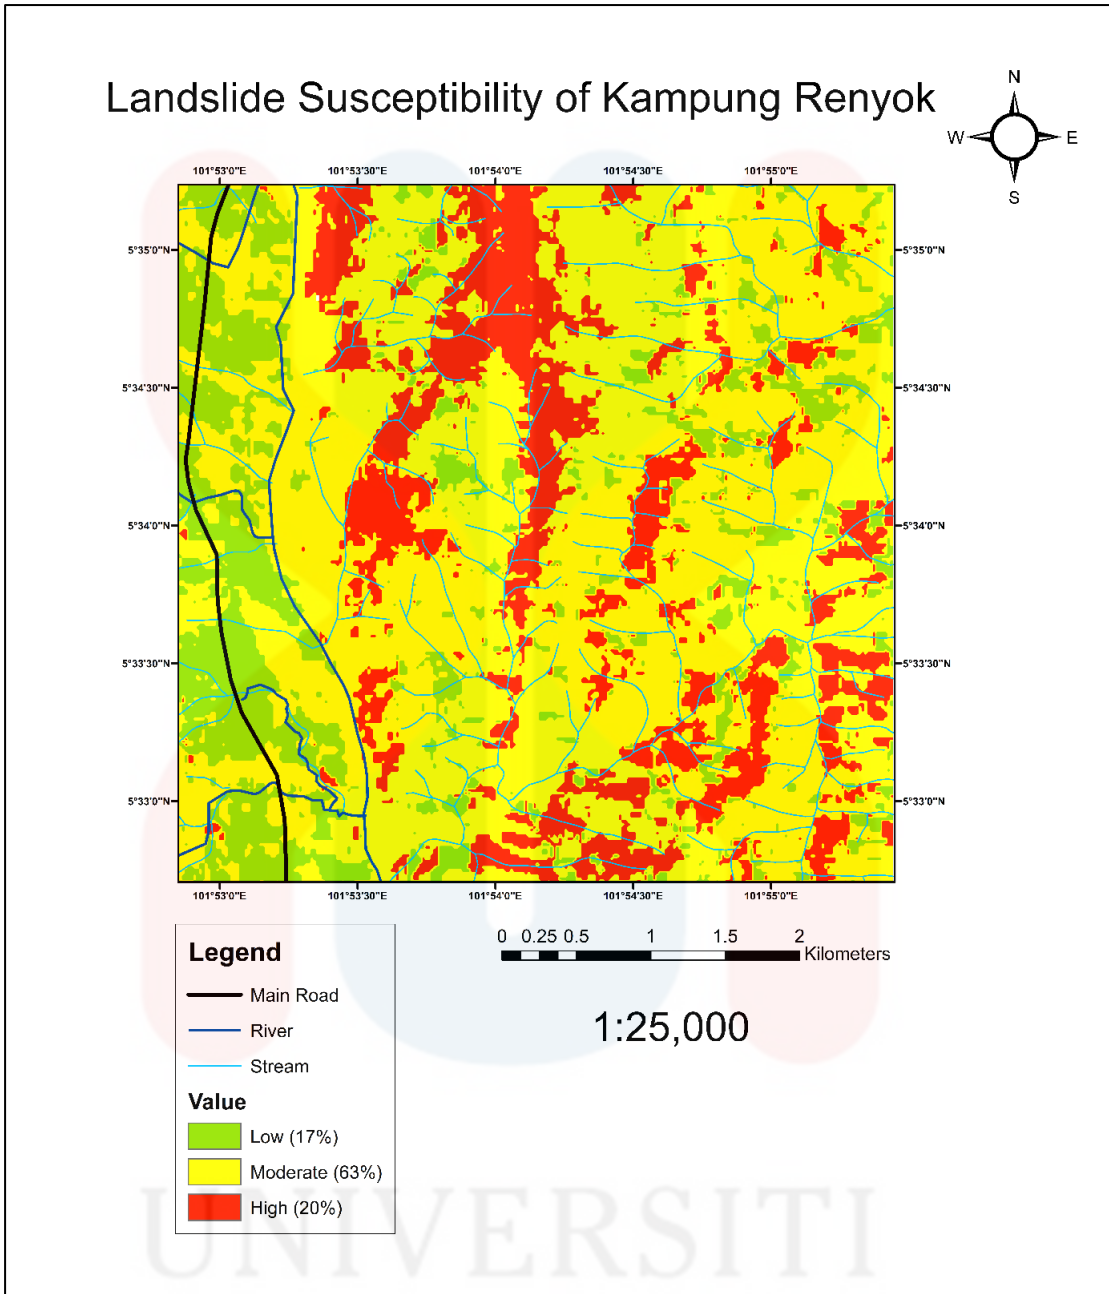 Landslide Susceptibility of Kampung Renyok
N
W E
S
101°53'0"E 101°53'30"E 101°54'0"E 101°54'30"E 101°55'0"E
5°35'0"N 5°35'0"N
5°34'30"N 5°34'30"N
5°34'0"N 5°34'0"N
5°33'30"N 5°33'30"N
5°33'0"N 5°33'0"N
101°53'0"E 101°53'30"E 101°54'0"E 101°54'30"E 101°55'0"E
0 0.25 0.5 1 1.5 2
Kilometers
1:25,000
Legend
Main Road
River
Stream
Value
Low (17%)
Moderate (63%)
High (20%)
UNIVERSITI